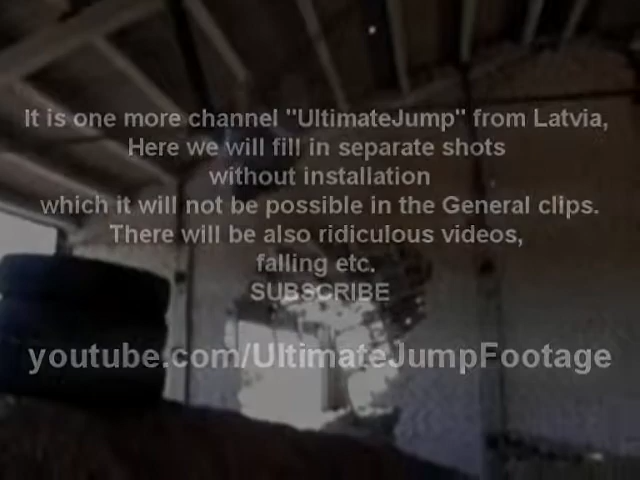 It is one more channel "UltimateJump" from Latvia,
Here we will fill in separate shots
without installation
which it will not be possible in the General clips.
There will be also ridiculous videos,
falling etc.
SUBSCRIBE
youtube.com/UltimateJumpFootage